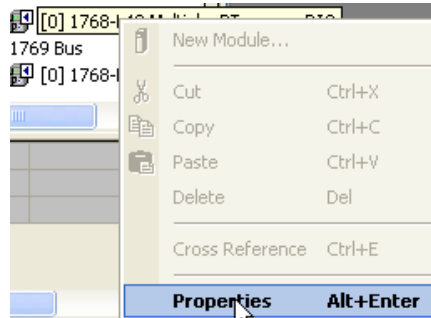 [0] 1768-
1769 Bus
[0] 1768-
New Module...
Cut Ctrl+X
Copy Ctrl+C
Paste Ctrl+V
Delete Del
Cross Reference Ctrl+E
Properties Alt+Enter